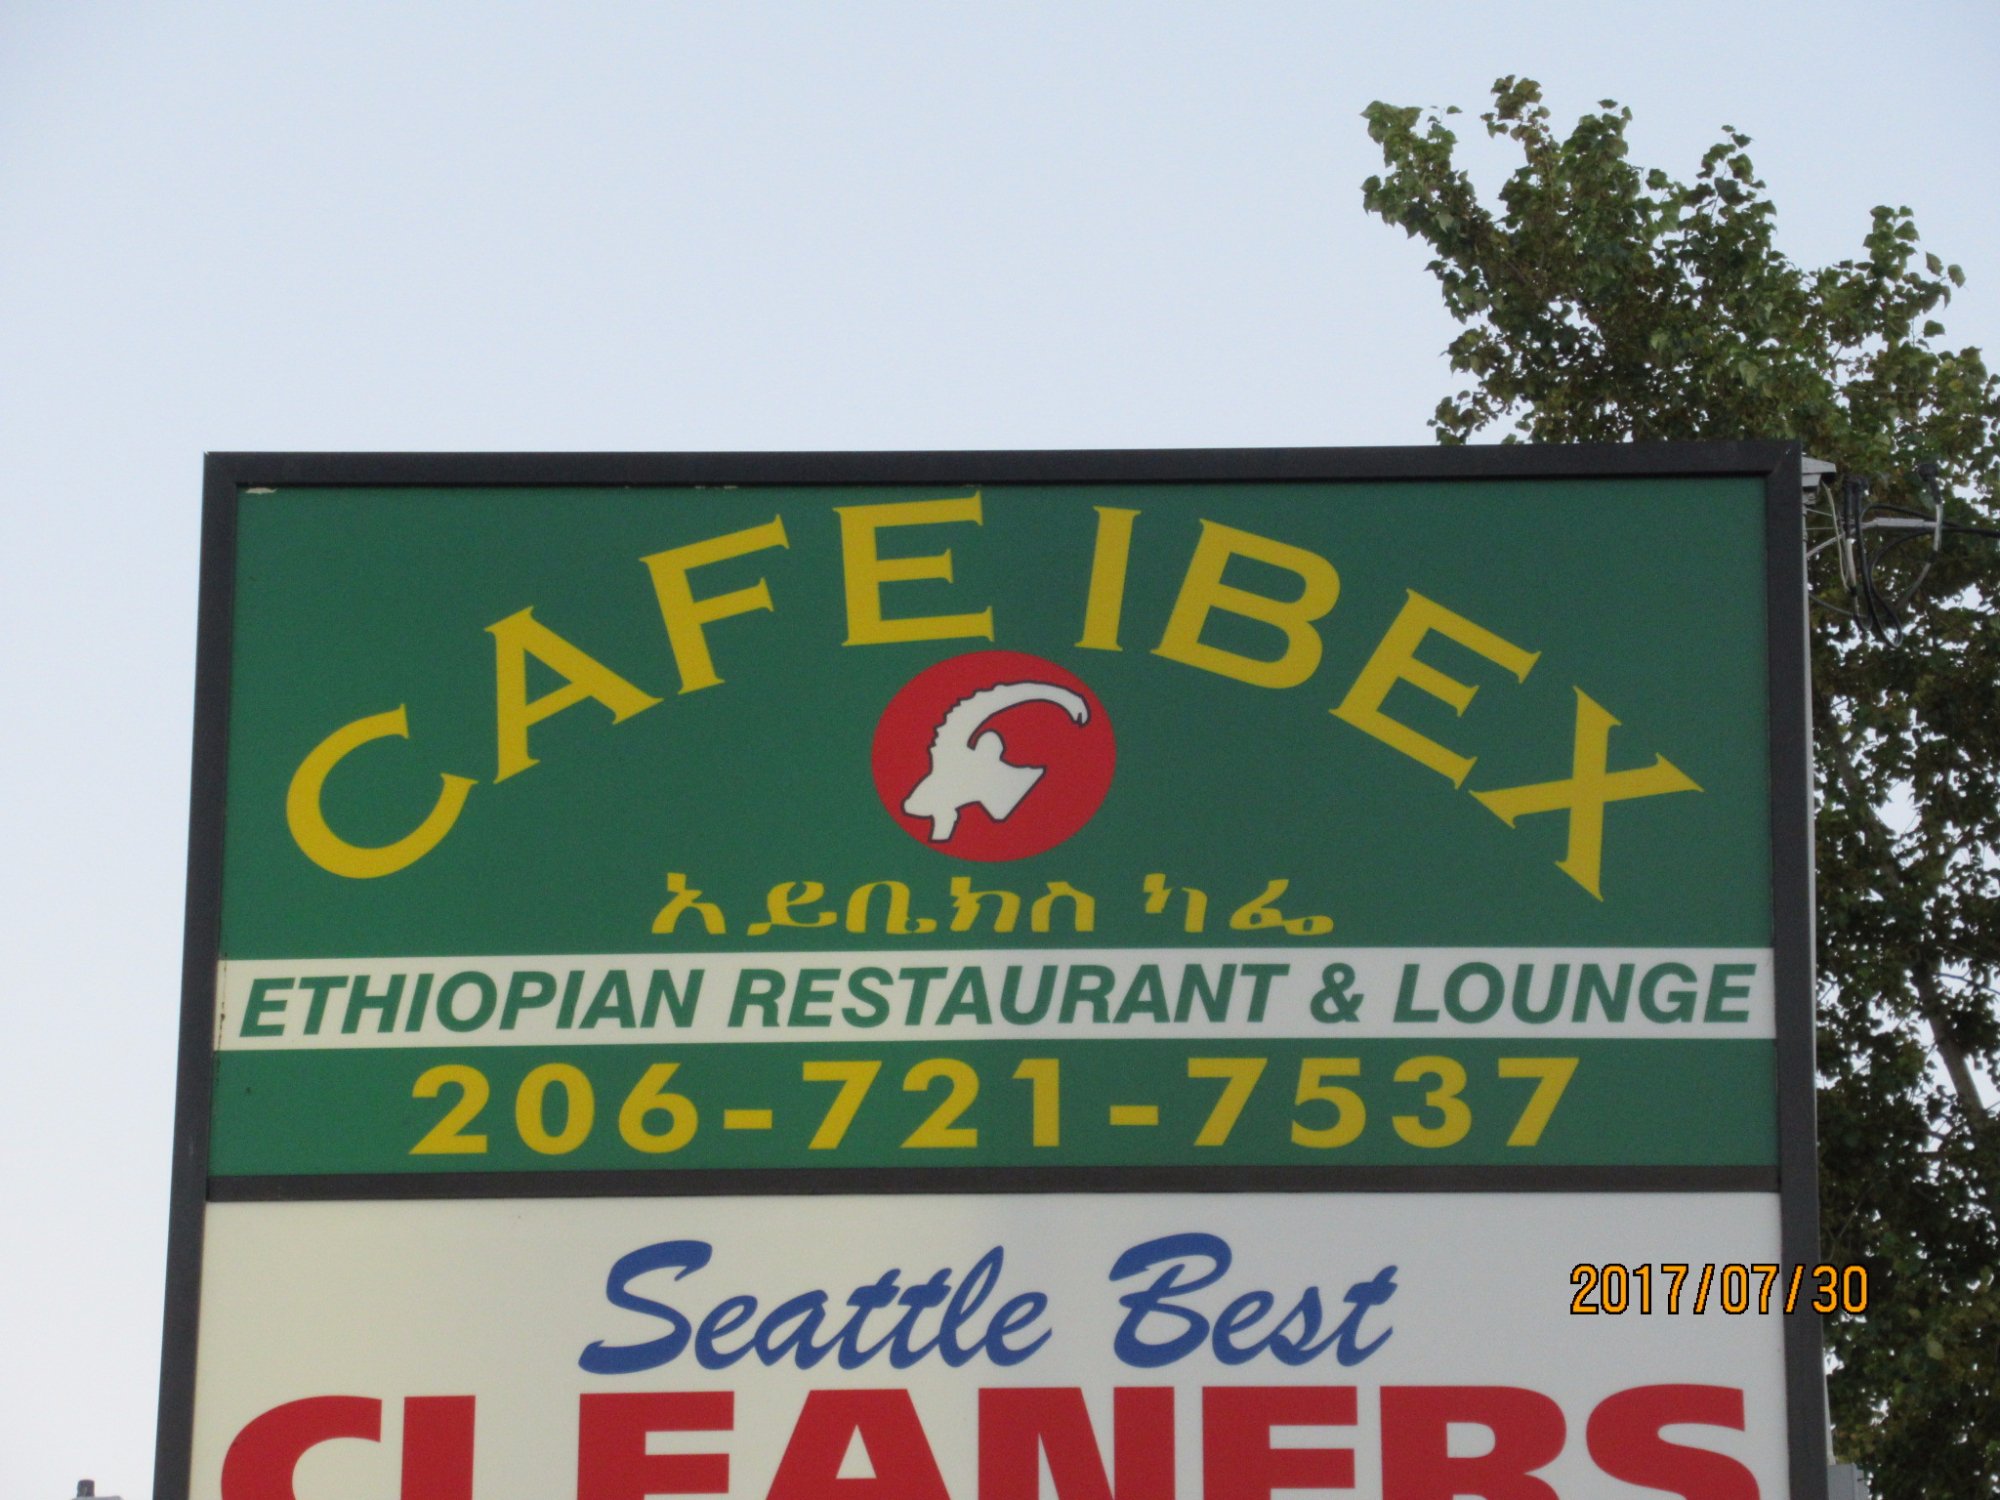 CAFE IBEX
አይቤክስ ካፌ
ETHIOPIAN RESTAURANT & LOUNGE
206-721-7537
Seattle Best
CLEANERS
2017/07/30